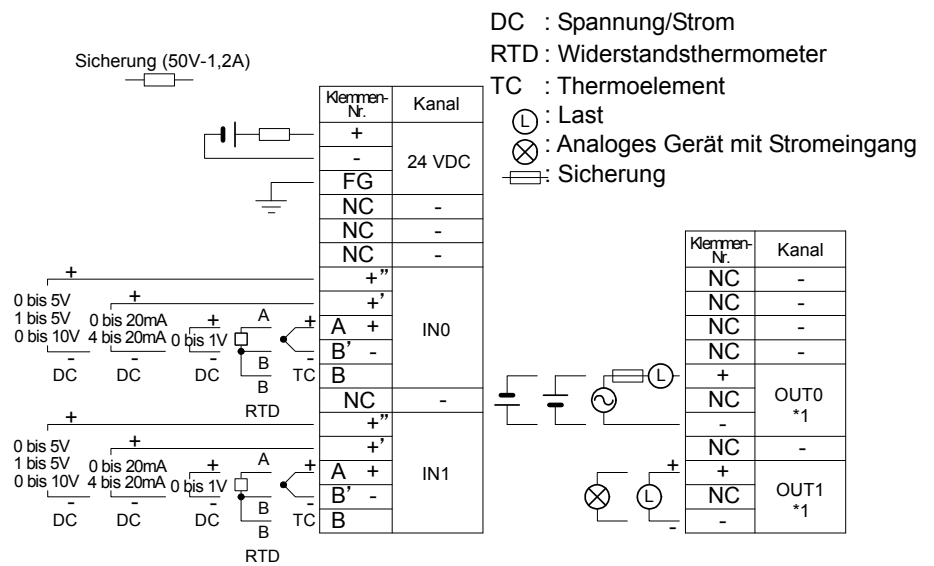 DC : Spannung/Strom
RTD : Widerstandsthermometer
TC : Thermoelement
L : Last
: Analoges Gerät mit Stromeingang
: Sicherung
Sicherung (50V-1,2A)
Klemmen-Nr. Kanal
+
- 24 VDC
FG
NC -
NC -
NC -
+”
+’
A + IN0
B’ -
B
NC -
+”
+’
A + IN1
B’ -
B
+
0 bis 5V
1 bis 5V
0 bis 10V
-
DC
+
0 bis 20mA
4 bis 20mA
-
DC
+
0 bis 1V
-
DC
A
B
B
RTD
+
-
TC
+
0 bis 5V
1 bis 5V
0 bis 10V
-
DC
+
0 bis 20mA
4 bis 20mA
-
DC
+
0 bis 1V
-
DC
A
B
B
RTD
+
-
TC
Klemmen-Nr. Kanal
NC -
NC -
NC -
NC -
+
NC OUT0
*1
-
NC -
+
NC OUT1
*1
-
L
+
L
-